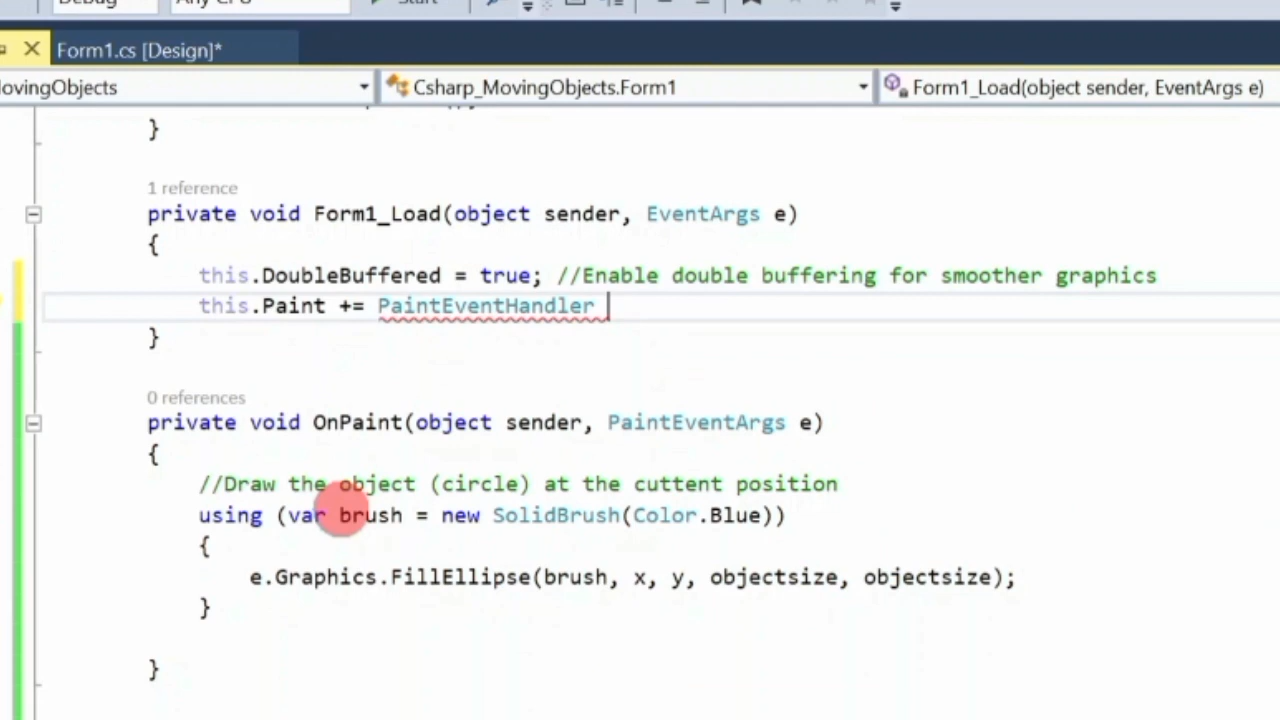 Form1.cs [Design]*
ovingObjects Csharp_MovingObjects.Form1 Form1_Load(object sender, EventArgs e)
}
1 reference
private void Form1_Load(object sender, EventArgs e)
{
this.DoubleBuffered = true; //Enable double buffering for smoother graphics
this.Paint += PaintEventHandler
}
0 references
private void OnPaint(object sender, PaintEventArgs e)
{
//Draw the object (circle) at the cuttent position
using (var brush = new SolidBrush(Color.Blue))
{
e.Graphics.FillEllipse(brush, x, y, objectsize, objectsize);
}
}